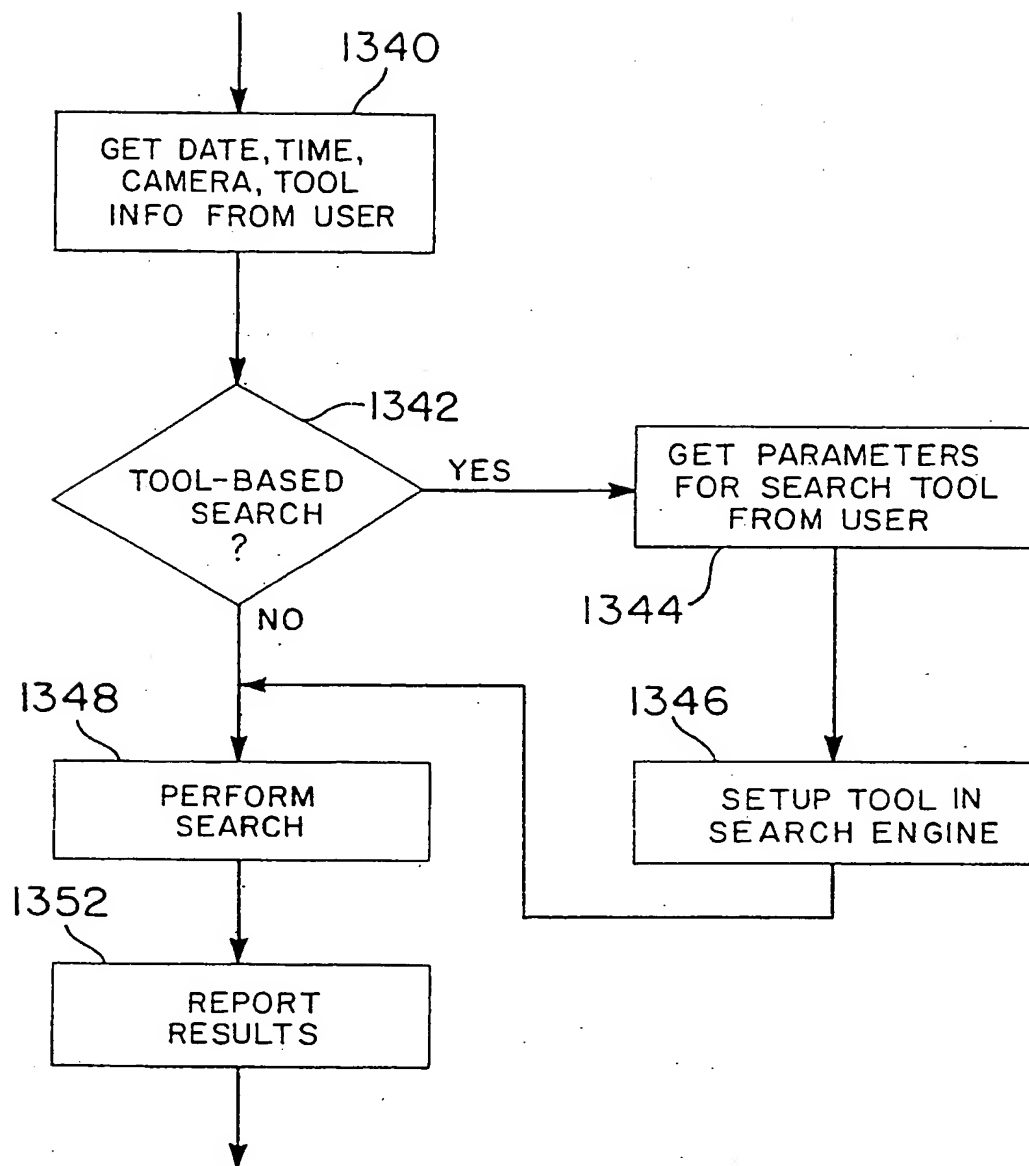 1340
GET DATE, TIME,
CAMERA, TOOL
INFO FROM USER
1342
TOOL-BASED
SEARCH
?
YES
NO
GET PARAMETERS
FOR SEARCH TOOL
FROM USER
1344
1346
SETUP TOOL IN
SEARCH ENGINE
1348
PERFORM
SEARCH
1352
REPORT
RESULTS